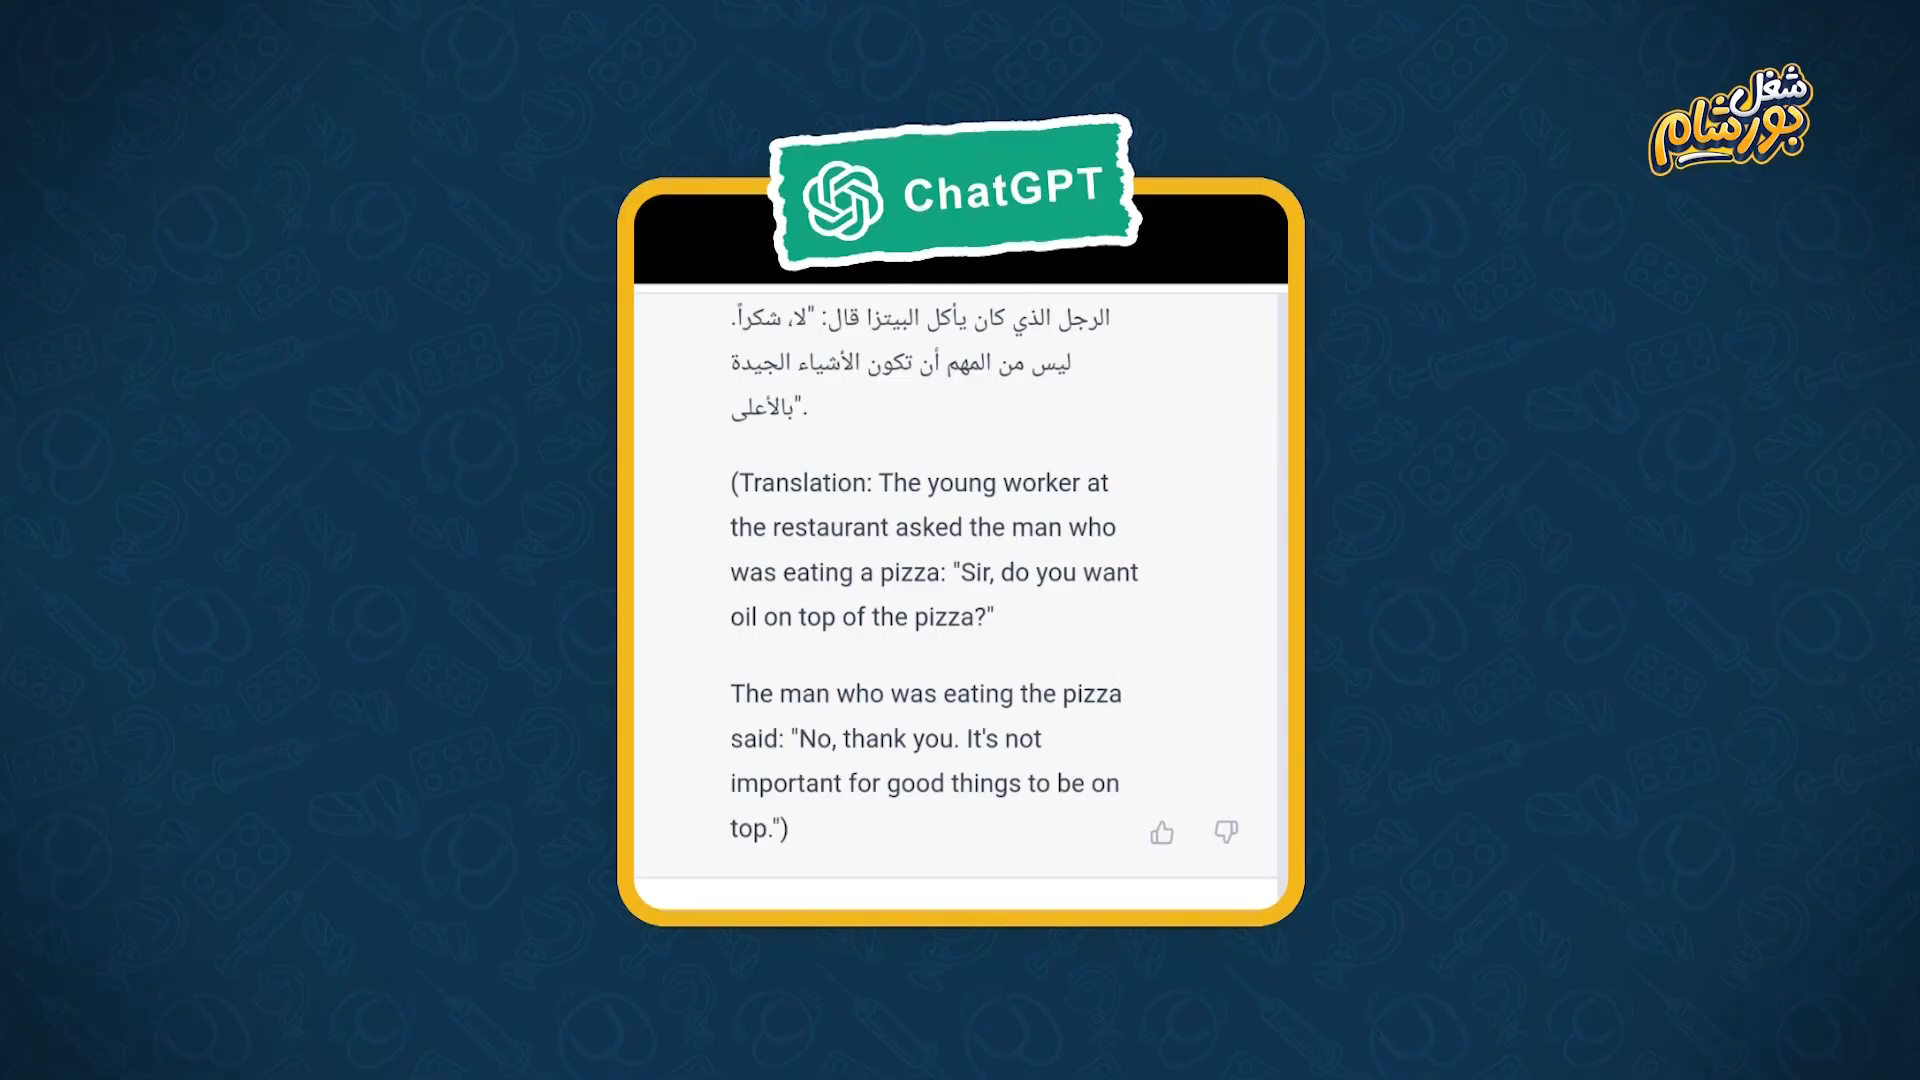 شغل
بورشام
ChatGPT
الرجل الذي كان يأكل البيتزا قال: "لا، شكراً.
ليس من المهم أن تكون الأشياء الجيدة
بالأعلى".
(Translation: The young worker at
the restaurant asked the man who
was eating a pizza: "Sir, do you want
oil on top of the pizza?"
The man who was eating the pizza
said: "No, thank you. It's not
important for good things to be on
top.")